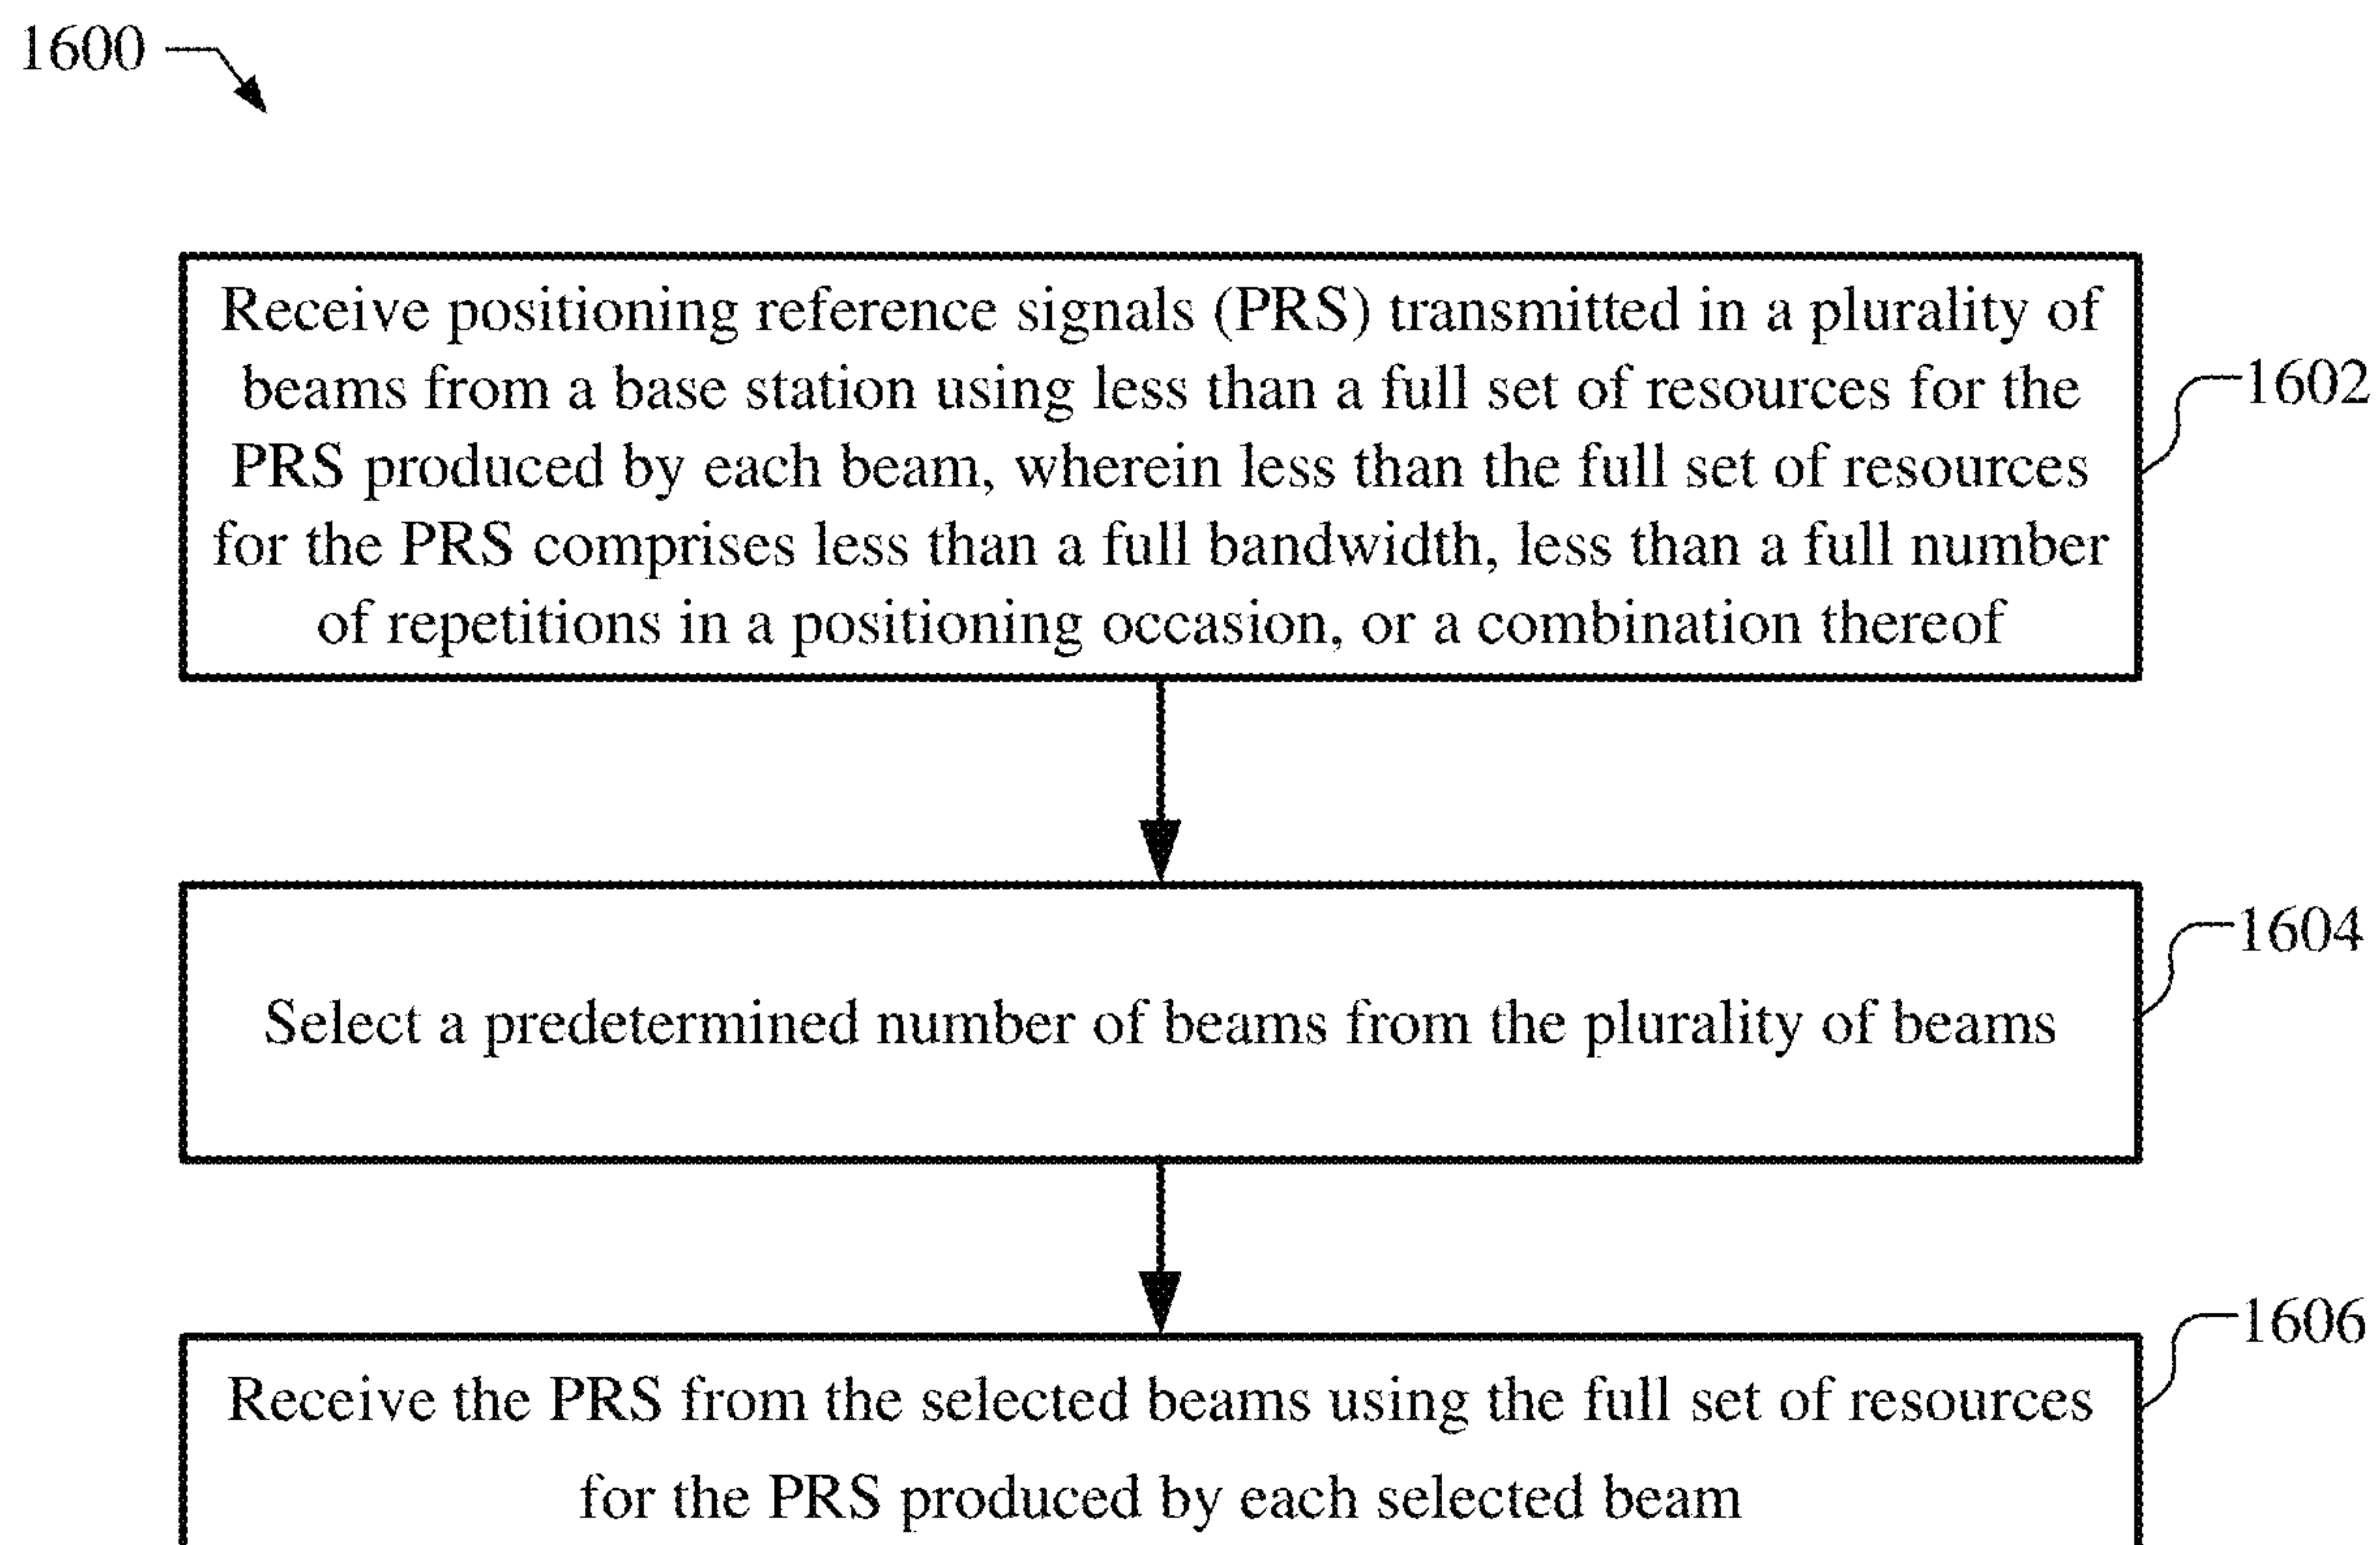 1600
Receive positioning reference signals (PRS) transmitted in a plurality of
beams from a base station using less than a full set of resources for the
PRS produced by each beam, wherein less than the full set of resources
for the PRS comprises less than a full bandwidth, less than a full number
of repetitions in a positioning occasion, or a combination thereof
1602
Select a predetermined number of beams from the plurality of beams
1604
Receive the PRS from the selected beams using the full set of resources
for the PRS produced by each selected beam
1606